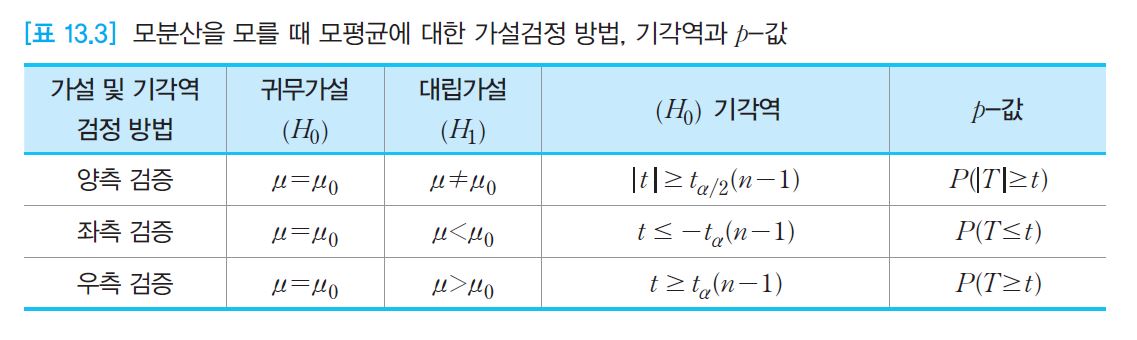 [표 13.3] 모분산을 모를 때 모평균에 대한 가설검정 방법, 기각역과 p−값
가설 및 기각역 검정 방법 귀무가설 (H₀) 대립가설 (H₁) (H₀) 기각역 p−값
양측 검증 μ=μ₀ μ≠μ₀ |t|≥t_{α/2}(n−1) P(|T|≥t)
좌측 검증 μ=μ₀ μ<μ₀ t≤−t_α(n−1) P(T≤t)
우측 검증 μ=μ₀ μ>μ₀ t≥t_α(n−1) P(T≥t)